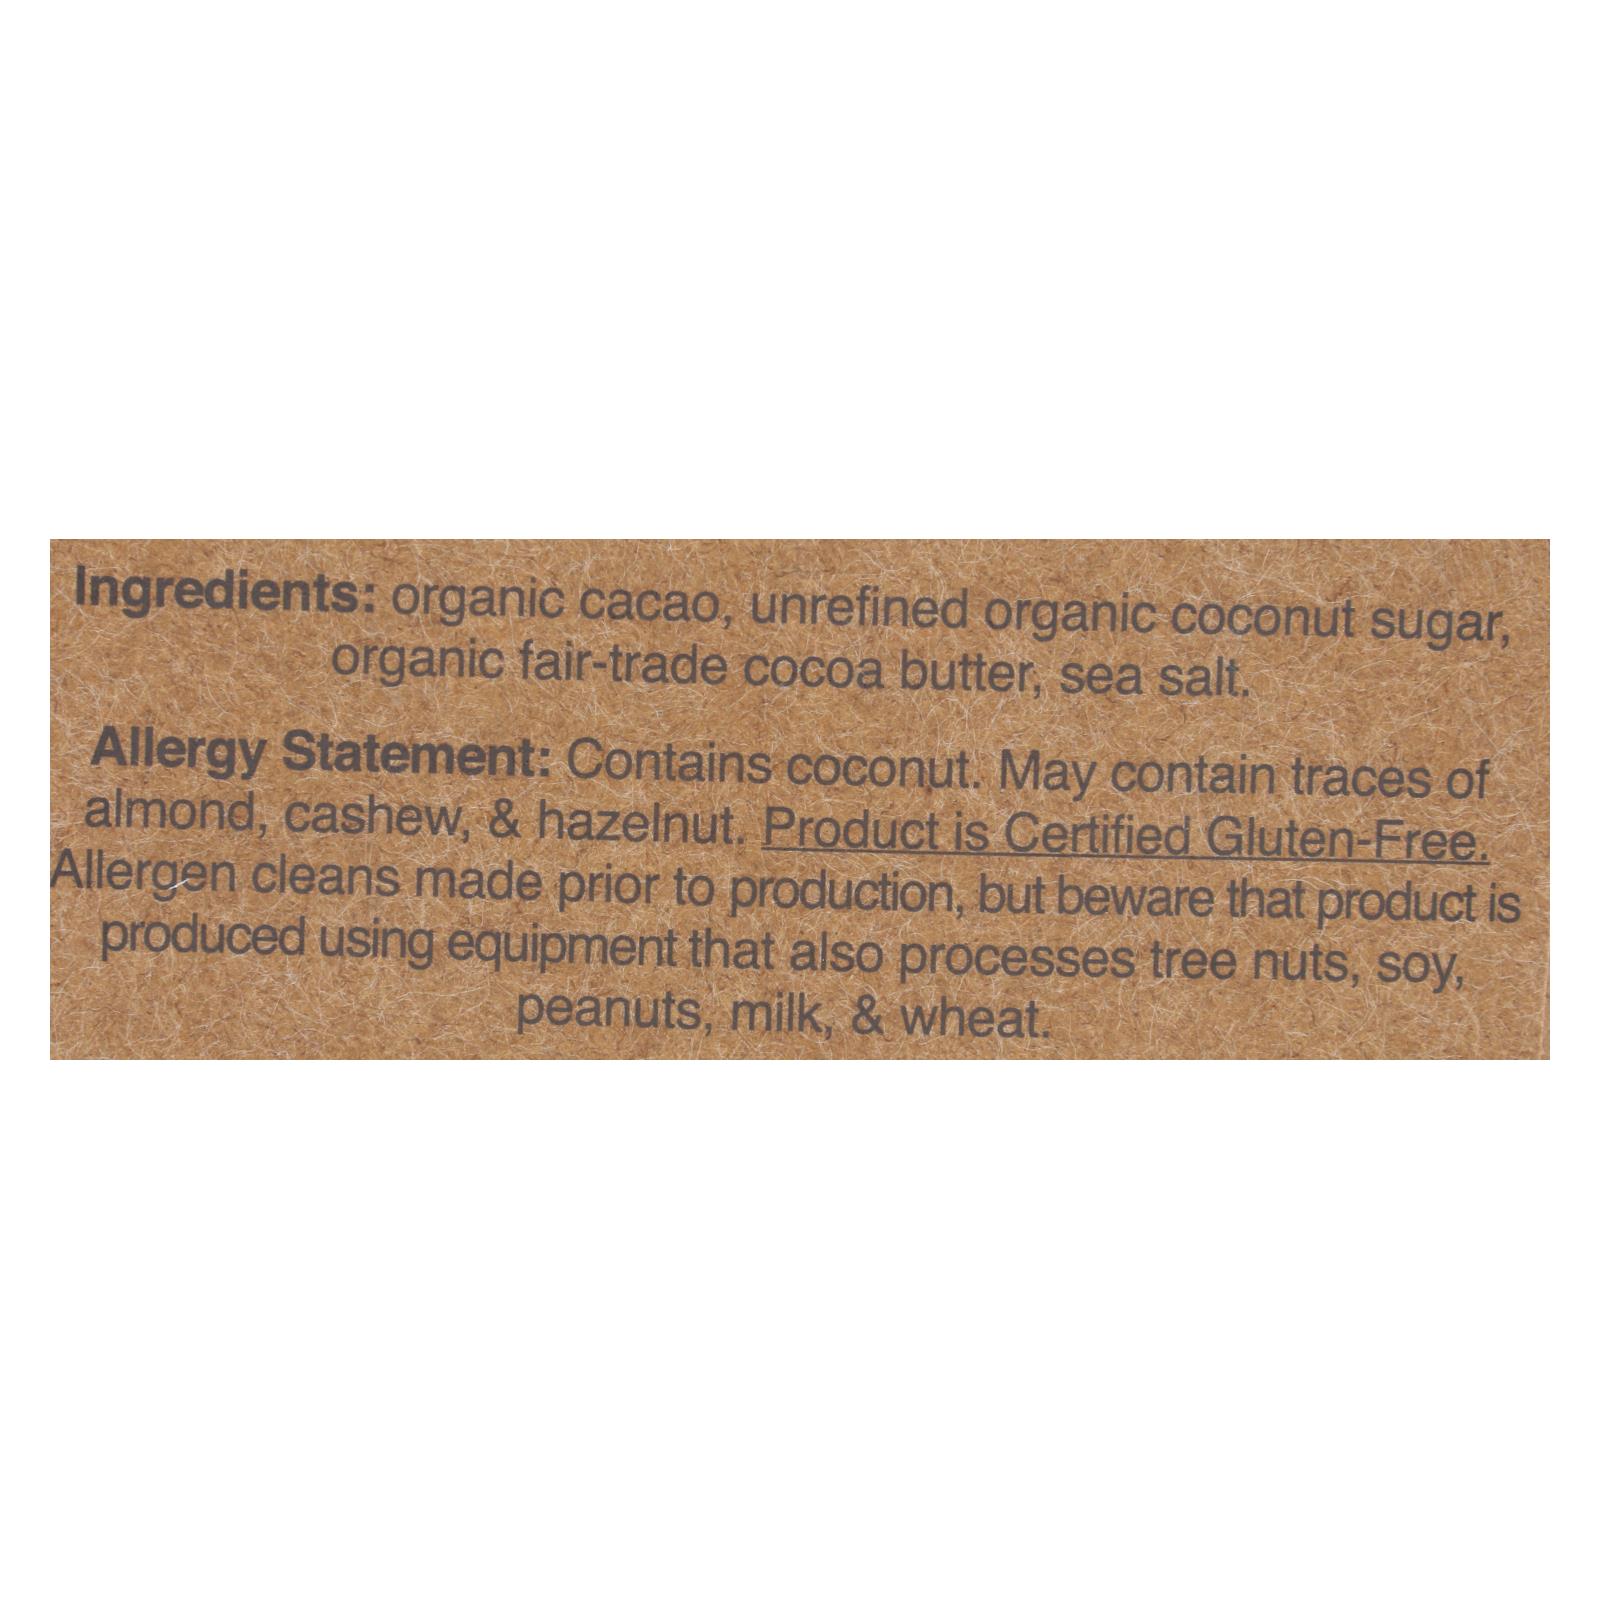 Ingredients: organic cacao, unrefined organic coconut sugar,
organic fair-trade cocoa butter, sea salt.
Allergy Statement: Contains coconut. May contain traces of
almond, cashew, & hazelnut. Product is Certified Gluten-Free.
Allergen cleans made prior to production, but beware that product is
produced using equipment that also processes tree nuts, soy,
peanuts, milk, & wheat.